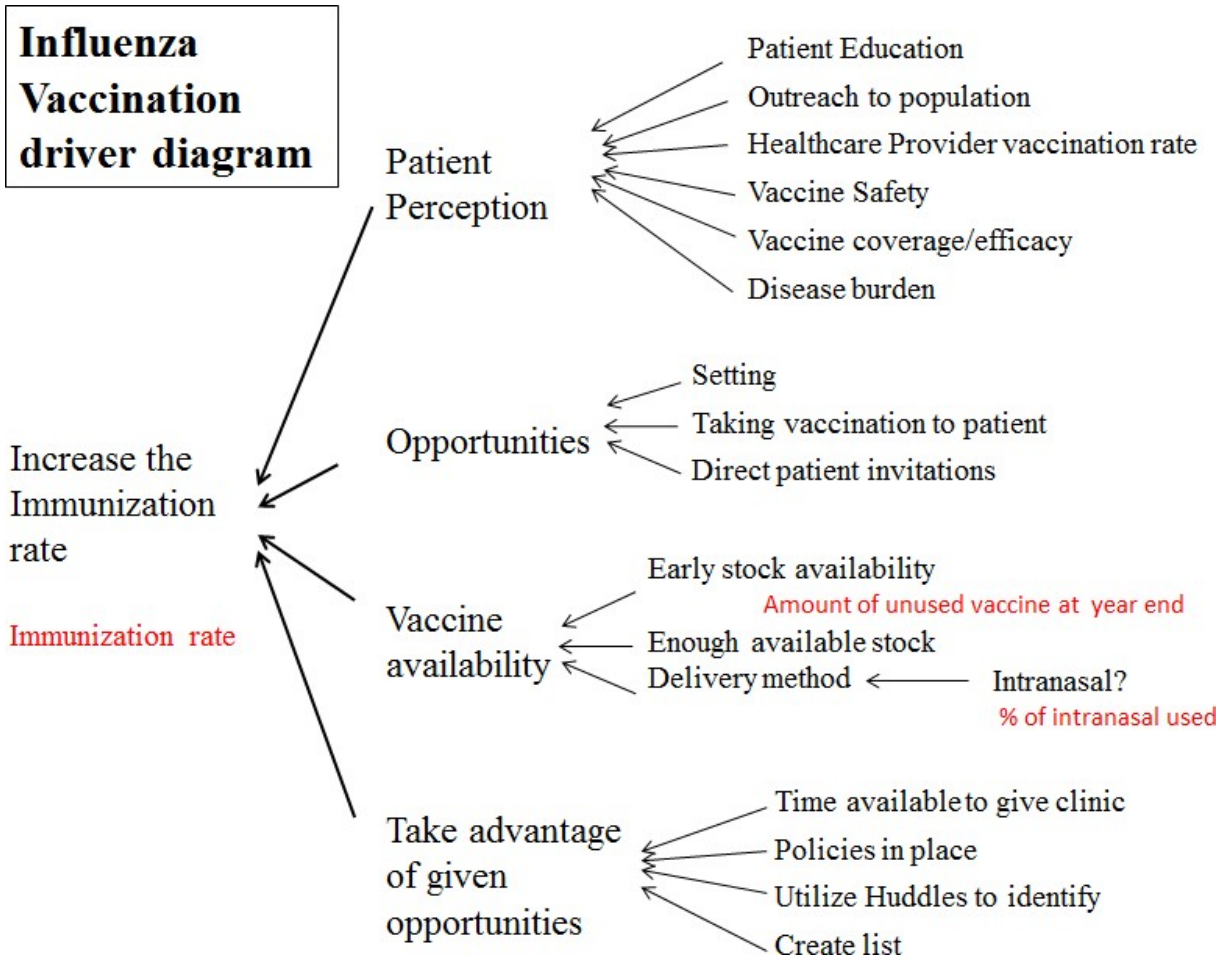 Influenza
Vaccination
driver diagram
Patient
Perception
Patient Education
Outreach to population
Healthcare Provider vaccination rate
Vaccine Safety
Vaccine coverage/efficacy
Disease burden
Opportunities
Setting
Taking vaccination to patient
Direct patient invitations
Increase the
Immunization
rate
Immunization rate
Vaccine
availability
Early stock availability
Amount of unused vaccine at year end
Enough available stock
Delivery method
Intranasal?
% of intranasal used
Take advantage
of given
opportunities
Time available to give clinic
Policies in place
Utilize Huddles to identify
Create list